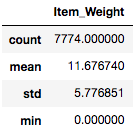 Item_Weight
count 7774.000000
mean 11.676740
std 5.776851
min 0.000000